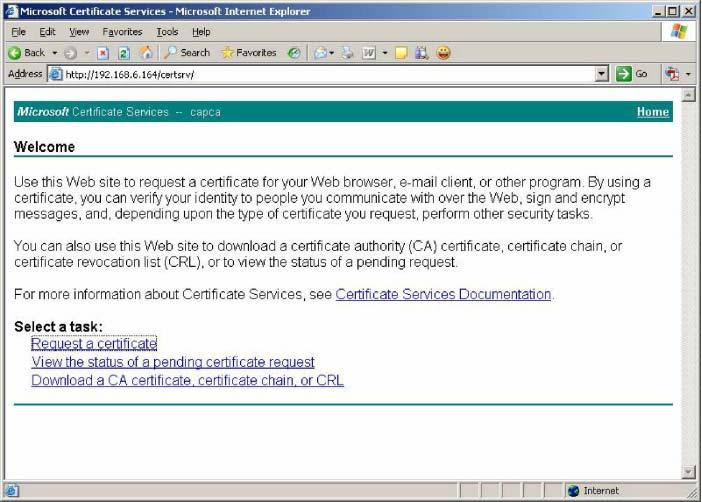 Microsoft Certificate Services - Microsoft Internet Explorer
File Edit View Favorites Tools Help
Back Search Favorites
Address http://192.168.6.164/certsrv/ Go
Microsoft Certificate Services -- capca Home
Welcome
Use this Web site to request a certificate for your Web browser, e-mail client, or other program. By using a
certificate, you can verify your identity to people you communicate with over the Web, sign and encrypt
messages, and, depending upon the type of certificate you request, perform other security tasks.
You can also use this Web site to download a certificate authority (CA) certificate, certificate chain, or
certificate revocation list (CRL), or to view the status of a pending request.
For more information about Certificate Services, see Certificate Services Documentation.
Select a task:
Request a certificate
View the status of a pending certificate request
Download a CA certificate, certificate chain, or CRL
Internet